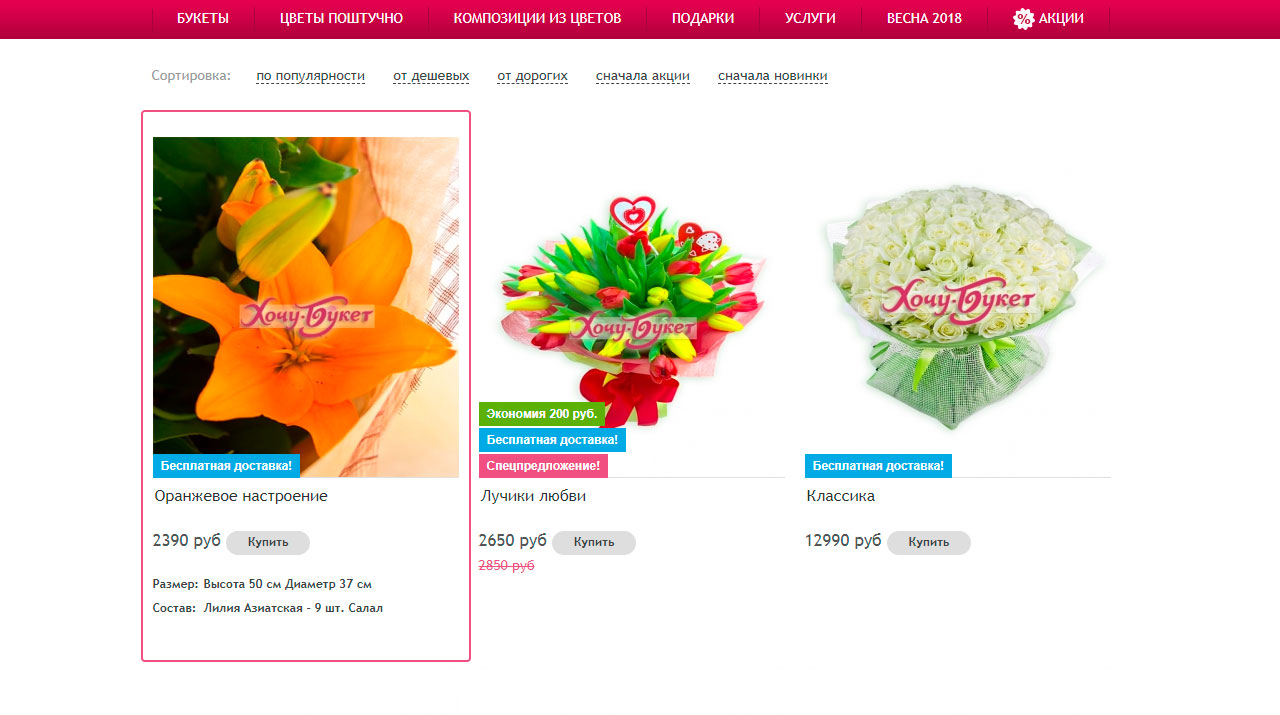 БУКЕТЫ ЦВЕТЫ ПОШТУЧНО КОМПОЗИЦИИ ИЗ ЦВЕТОВ ПОДАРКИ УСЛУГИ ВЕСНА 2018 % АКЦИИ
Сортировка: по популярности от дешевых от дорогих сначала акции сначала новинки
Хочу-Букет
Бесплатная доставка!
Оранжевое настроение
2390 руб Купить
Размер: Высота 50 см Диаметр 37 см
Состав: Лилия Азиатская - 9 шт. Салал
Хочу-Букет
Экономия 200 руб.
Бесплатная доставка!
Спецпредложение!
Лучики любви
2650 руб Купить
2850 руб
Хочу-Букет
Бесплатная доставка!
Классика
12990 руб Купить